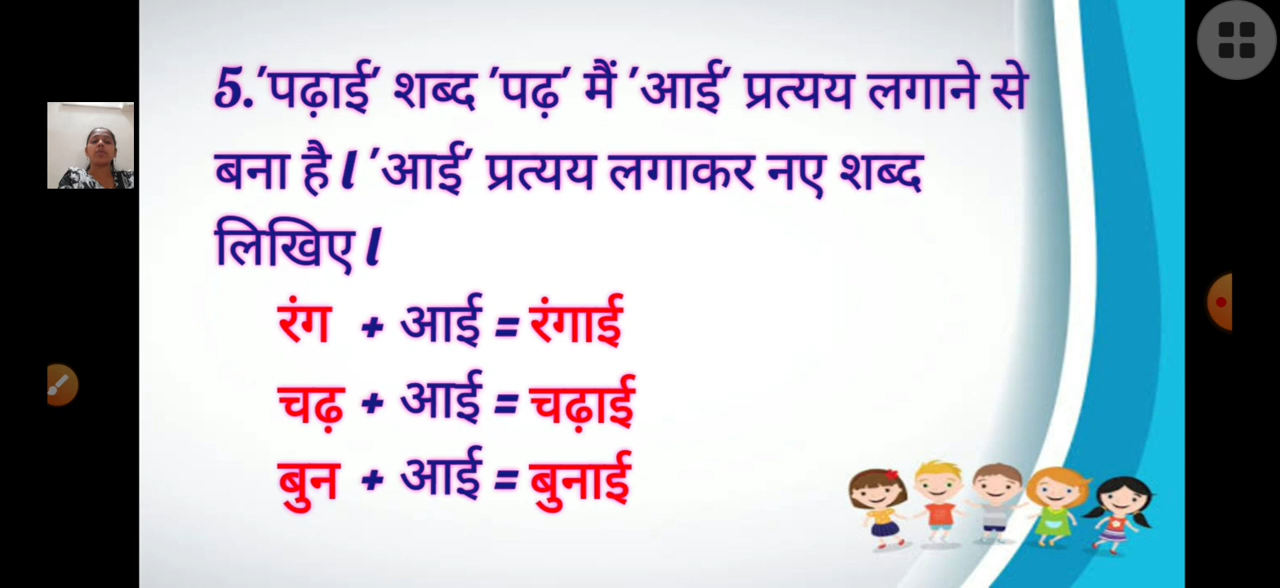 5.'पढ़ाई' शब्द 'पढ़' मैं 'आई' प्रत्यय लगाने से
बना है l 'आई' प्रत्यय लगाकर नए शब्द
लिखिए l
रंग + आई = रंगाई
चढ़ + आई = चढ़ाई
बुन + आई = बुनाई